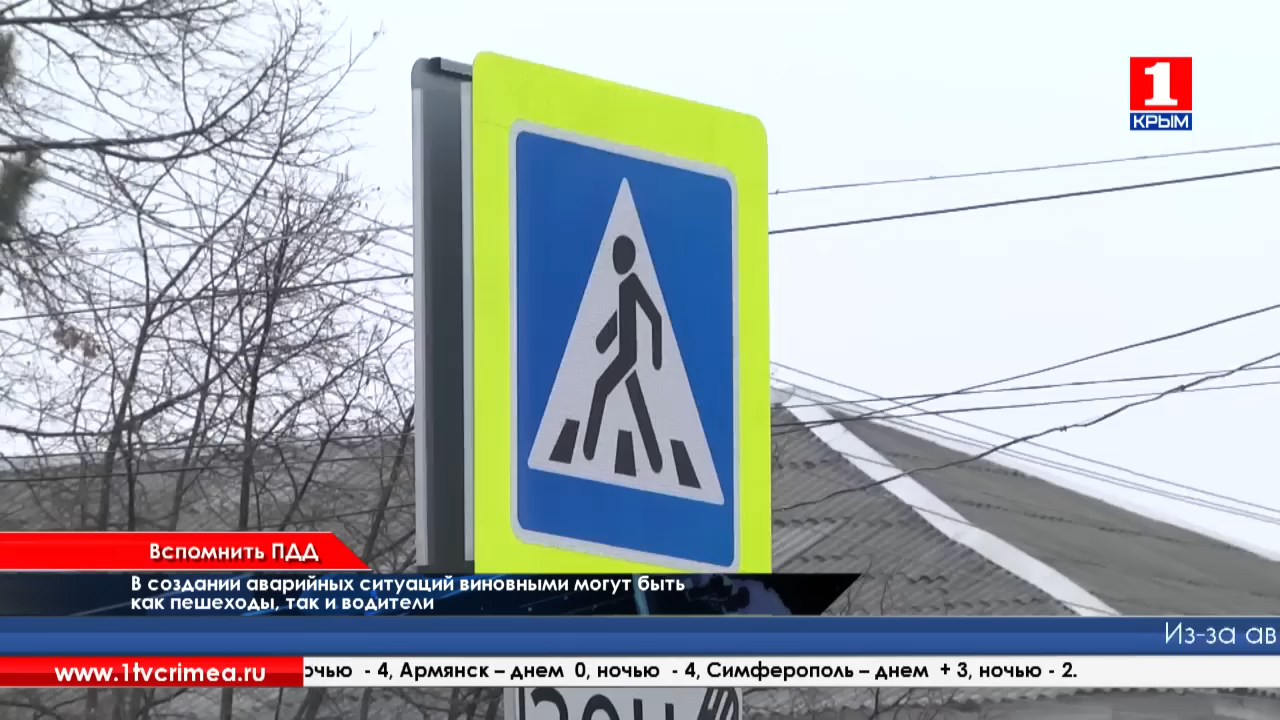 1
КРЫМ
Вспомнить ПДД
В создании аварийных ситуаций виновными могут быть
как пешеходы, так и водители
Из-за ав
www.1tvcrimea.ru
очью - 4, Армянск – днем 0, ночью - 4, Симферополь – днем + 3, ночью - 2.